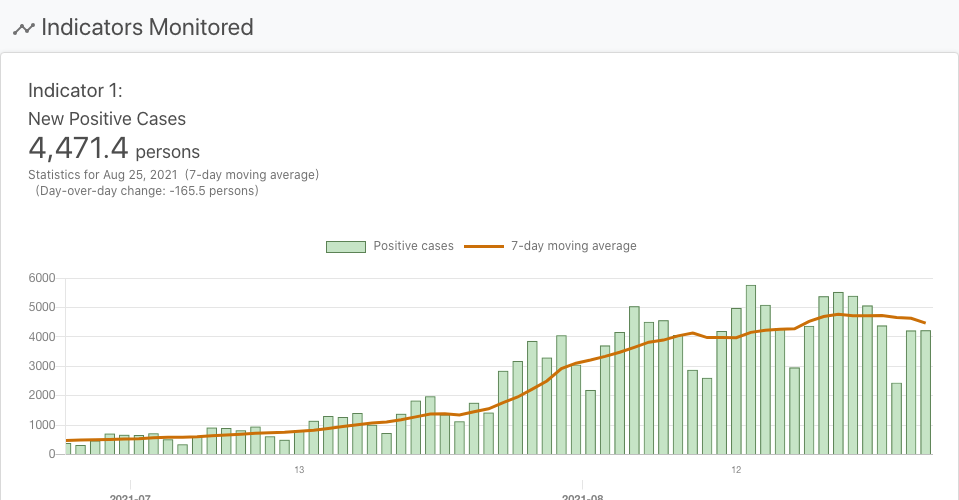 Indicators Monitored
Indicator 1:
New Positive Cases
4,471.4 persons
Statistics for Aug 25, 2021 (7-day moving average)
(Day-over-day change: -165.5 persons)
Positive cases 7-day moving average
6000
5000
4000
3000
2000
1000
0
13 12
2021-07 2021-08